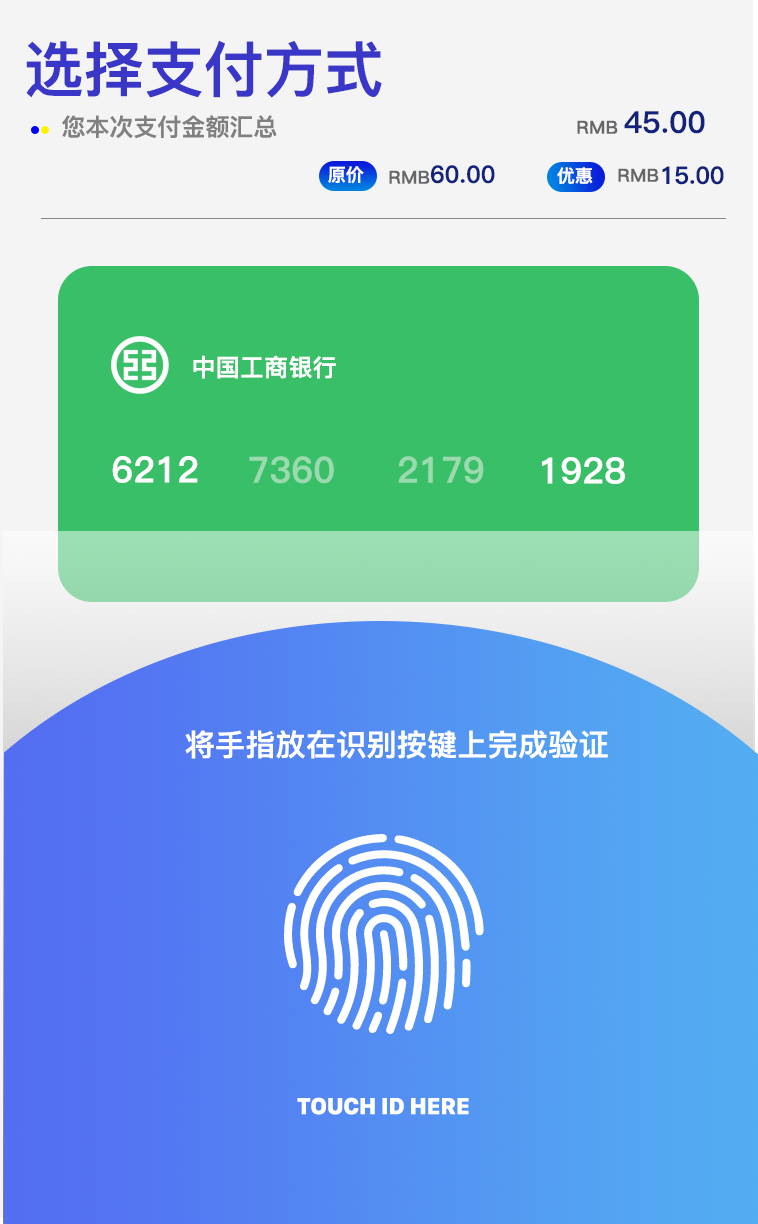 选择支付方式
您本次支付金额汇总 RMB 45.00
原价 RMB60.00 优惠 RMB15.00
中国工商银行
6212 7360 2179 1928
将手指放在识别按键上完成验证
TOUCH ID HERE